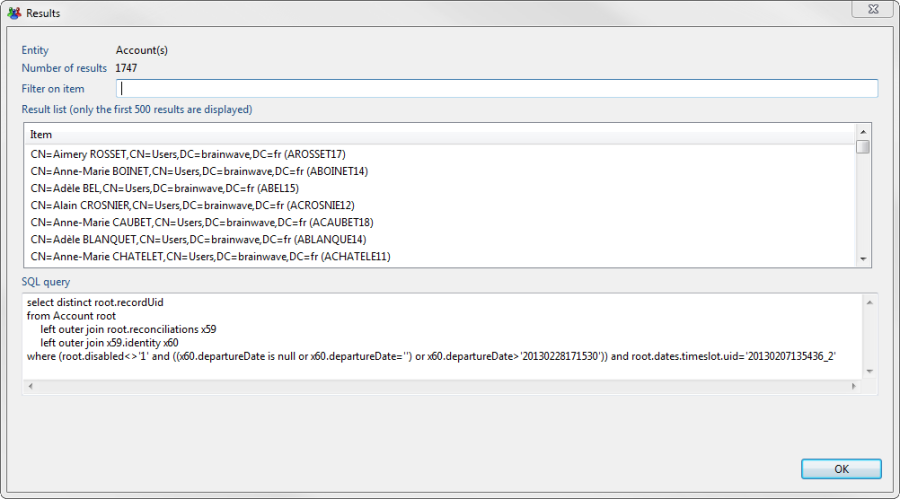 Results
Entity Account(s)
Number of results 1747
Filter on item
Result list (only the first 500 results are displayed)
Item
CN=Aimery ROSSET,CN=Users,DC=brainwave,DC=fr (AROSSET17)
CN=Anne-Marie BOINET,CN=Users,DC=brainwave,DC=fr (ABOINET14)
CN=Adèle BEL,CN=Users,DC=brainwave,DC=fr (ABEL15)
CN=Alain CROSNIER,CN=Users,DC=brainwave,DC=fr (ACROSNIE12)
CN=Anne-Marie CAUBET,CN=Users,DC=brainwave,DC=fr (ACAUBET18)
CN=Adèle BLANQUET,CN=Users,DC=brainwave,DC=fr (ABLANQUE14)
CN=Anne-Marie CHATELET,CN=Users,DC=brainwave,DC=fr (ACHATELE11)
SQL query
select distinct root.recordUid
from Account root
left outer join root.reconciliations x59
left outer join x59.identity x60
where (root.disabled<>'1' and ((x60.departureDate is null or x60.departureDate='') or x60.departureDate>'20130228171530')) and root.dates.timeslot.uid='20130207135436_2'
OK